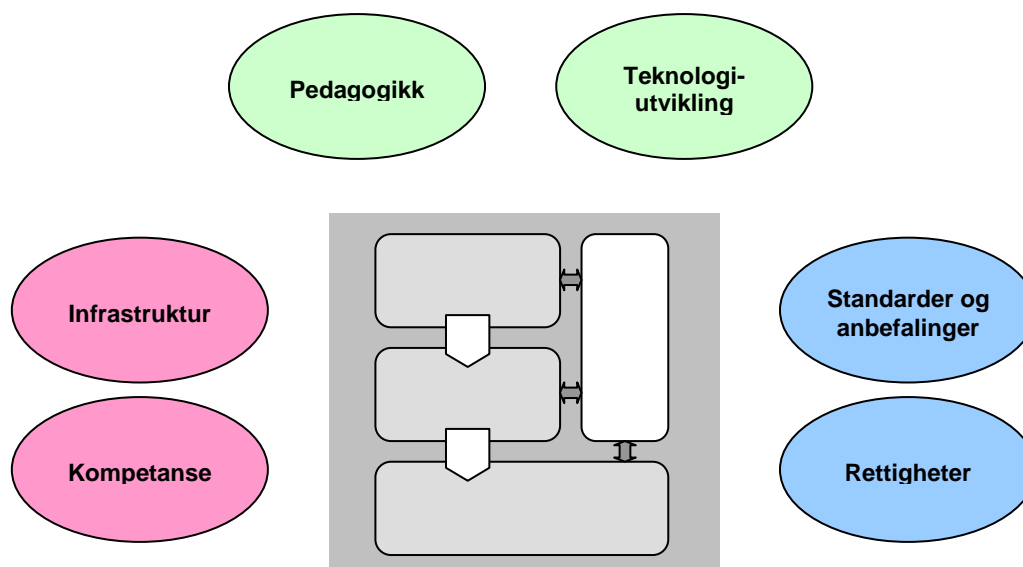 Pedagogikk
Teknologi-
utvikling
Infrastruktur
Standarder og
anbefalinger
Kompetanse
Rettigheter